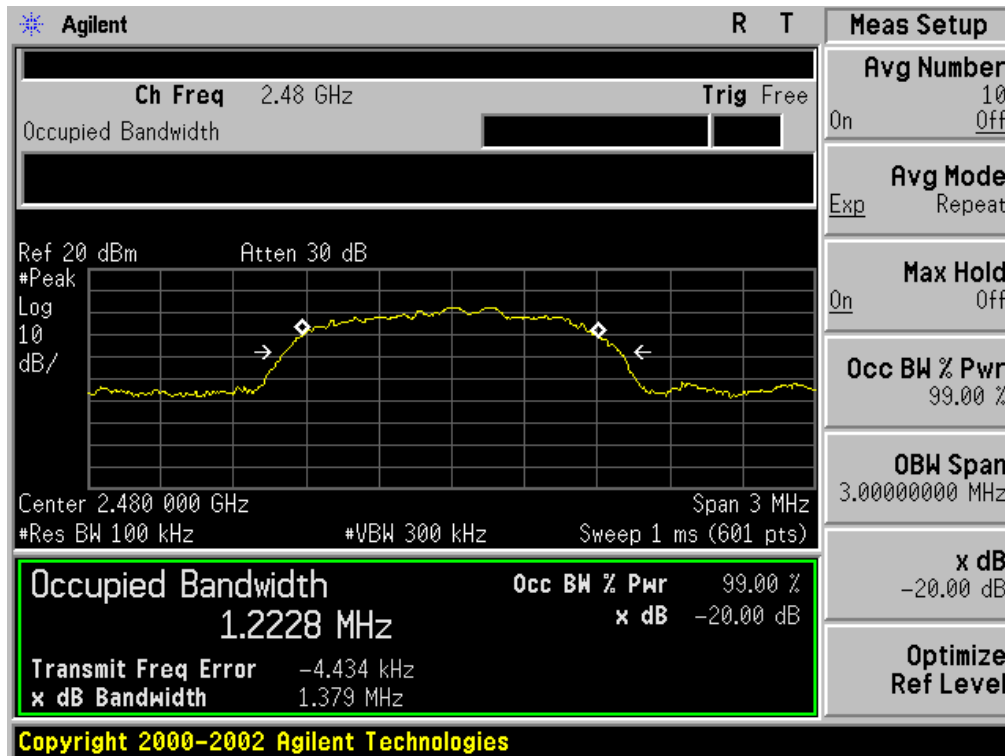 Agilent R T
Meas Setup
Ch Freq 2.48 GHz Trig Free
Occupied Bandwidth
Avg Number
10
On Off
Avg Mode
Exp Repeat
Max Hold
On Off
Occ BW % Pwr
99.00 %
OBW Span
3.00000000 MHz
x dB
-20.00 dB
Optimize
Ref Level
Ref 20 dBm Atten 30 dB
#Peak
Log
10
dB/
Center 2.480 000 GHz Span 3 MHz
#Res BW 100 kHz #VBW 300 kHz Sweep 1 ms (601 pts)
Occupied Bandwidth Occ BW % Pwr 99.00 %
1.2228 MHz x dB -20.00 dB
Transmit Freq Error -4.434 kHz
x dB Bandwidth 1.379 MHz
Copyright 2000-2002 Agilent Technologies